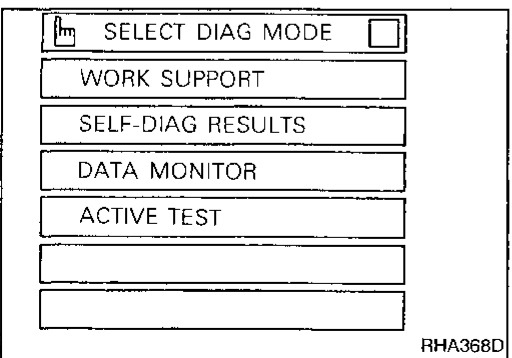 SELECT DIAG MODE
WORK SUPPORT
SELF-DIAG RESULTS
DATA MONITOR
ACTIVE TEST
RHA368D